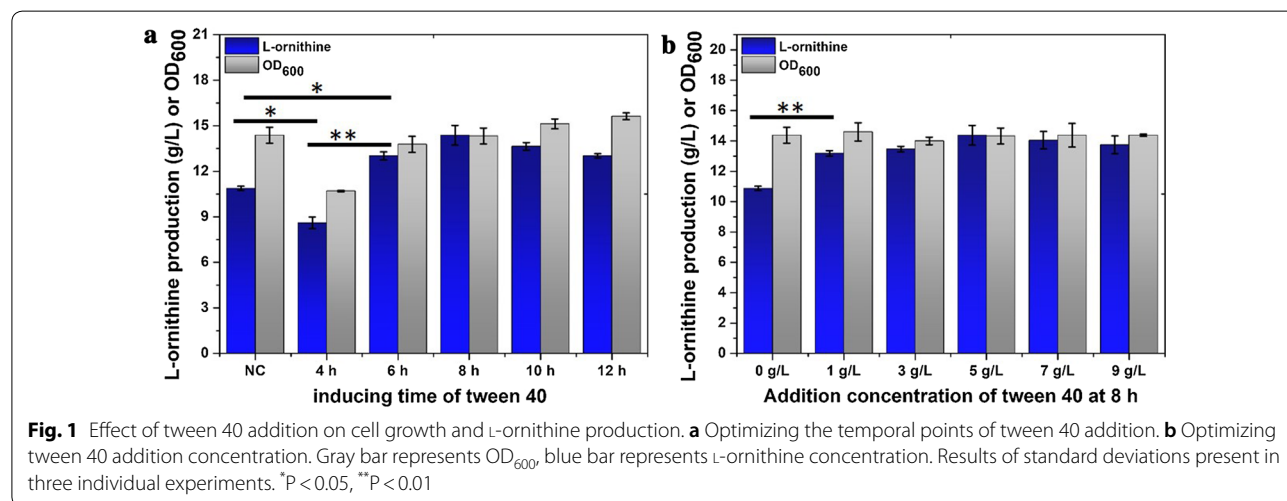 a
L-ornithine
OD600
L-ornithine production (g/L) or OD600
21
18
15
12
9
6
3
0
*
*
**
NC 4 h 6 h 8 h 10 h 12 h
inducing time of tween 40
b
L-ornithine
OD600
L-ornithine production (g/L) or OD600
20
18
16
14
12
10
8
6
4
2
0
**
0 g/L 1 g/L 3 g/L 5 g/L 7 g/L 9 g/L
Addition concentration of tween 40 at 8 h
Fig. 1 Effect of tween 40 addition on cell growth and L-ornithine production. a Optimizing the temporal points of tween 40 addition. b Optimizing
tween 40 addition concentration. Gray bar represents OD600, blue bar represents L-ornithine concentration. Results of standard deviations present in
three individual experiments. *P < 0.05, **P < 0.01